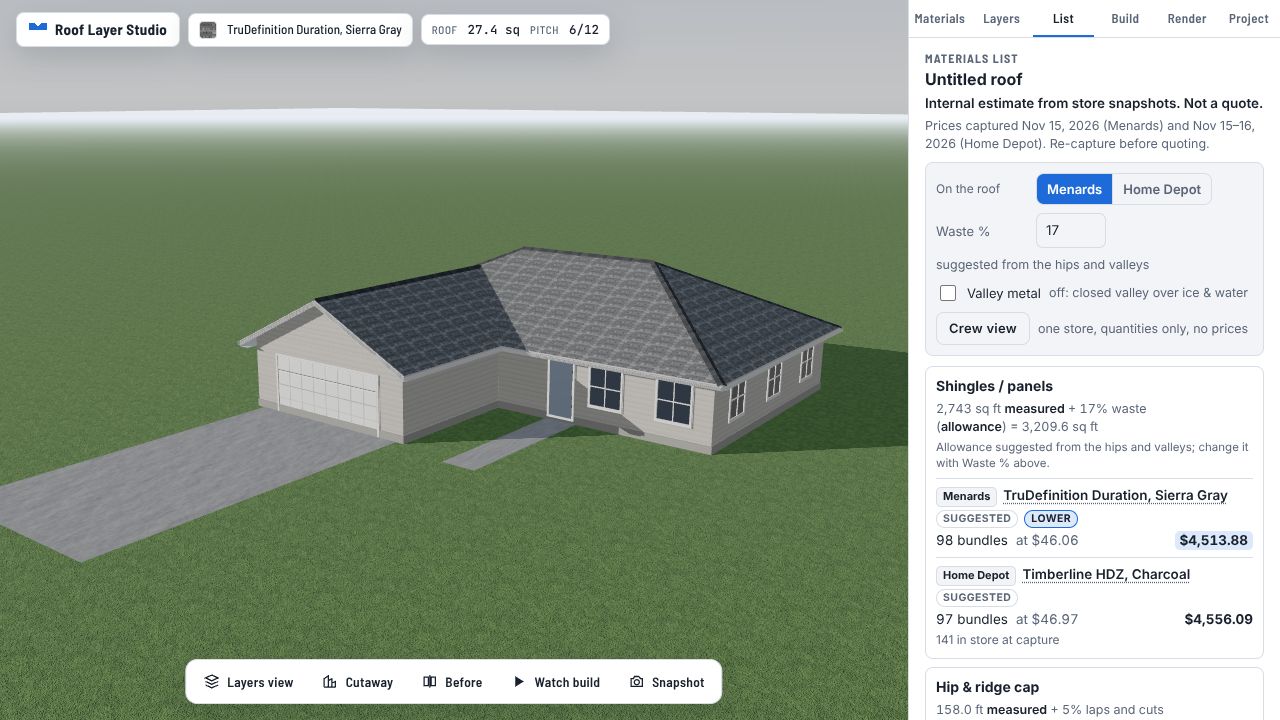 Roof Layer Studio
TruDefinition Duration, Sierra Gray
ROOF 27.4 sq PITCH 6/12
Materials Layers List Build Render Project
MATERIALS LIST
Untitled roof
Internal estimate from store snapshots. Not a quote.
Prices captured Nov 15, 2026 (Menards) and Nov 15–16,
2026 (Home Depot). Re-capture before quoting.
On the roof Menards Home Depot
Waste % 17
suggested from the hips and valleys
Valley metal off: closed valley over ice & water
Crew view one store, quantities only, no prices
Shingles / panels
2,743 sq ft measured + 17% waste
(allowance) = 3,209.6 sq ft
Allowance suggested from the hips and valleys; change it
with Waste % above.
Menards TruDefinition Duration, Sierra Gray
SUGGESTED LOWER
98 bundles at $46.06 $4,513.88
Home Depot Timberline HDZ, Charcoal
SUGGESTED
97 bundles at $46.97 $4,556.09
141 in store at capture
Hip & ridge cap
158.0 ft measured + 5% laps and cuts
Layers view Cutaway Before Watch build Snapshot